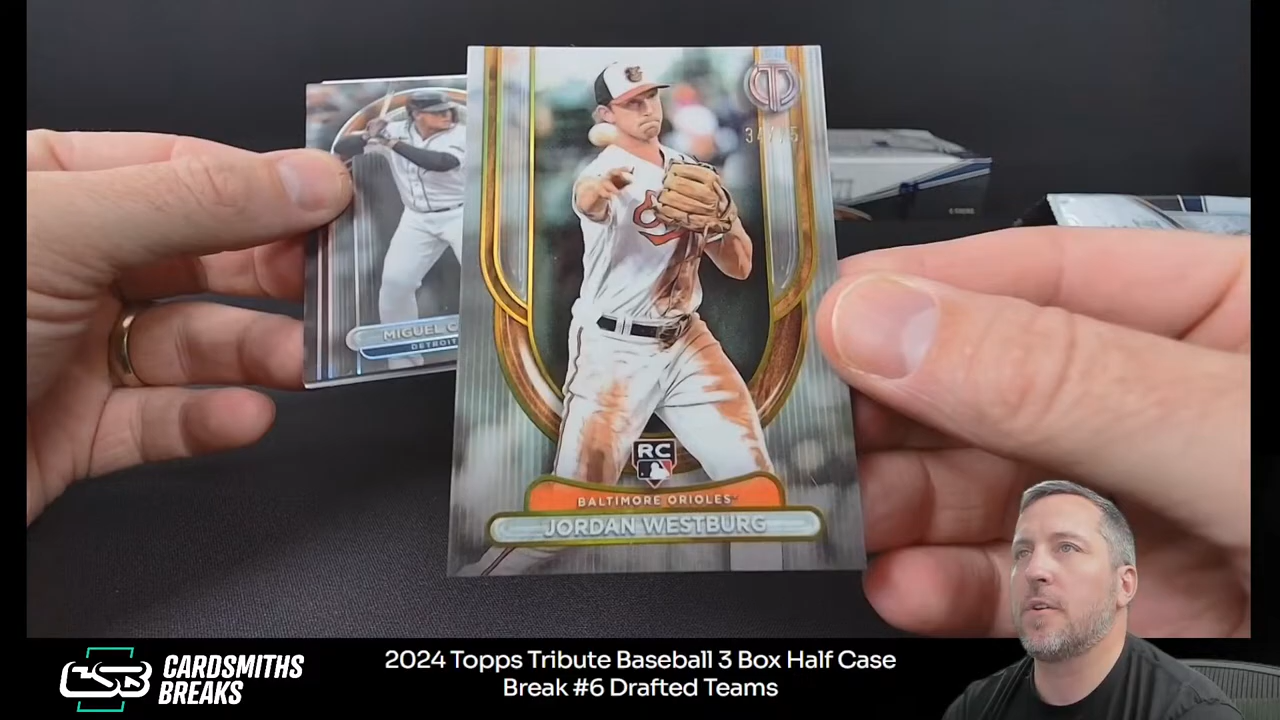 RC
BALTIMORE ORIOLES
JORDAN WESTBURG
MIGUEL C
DETROIT
CSB
CARDSMITHS
BREAKS
2024 Topps Tribute Baseball 3 Box Half Case
Break #6 Drafted Teams